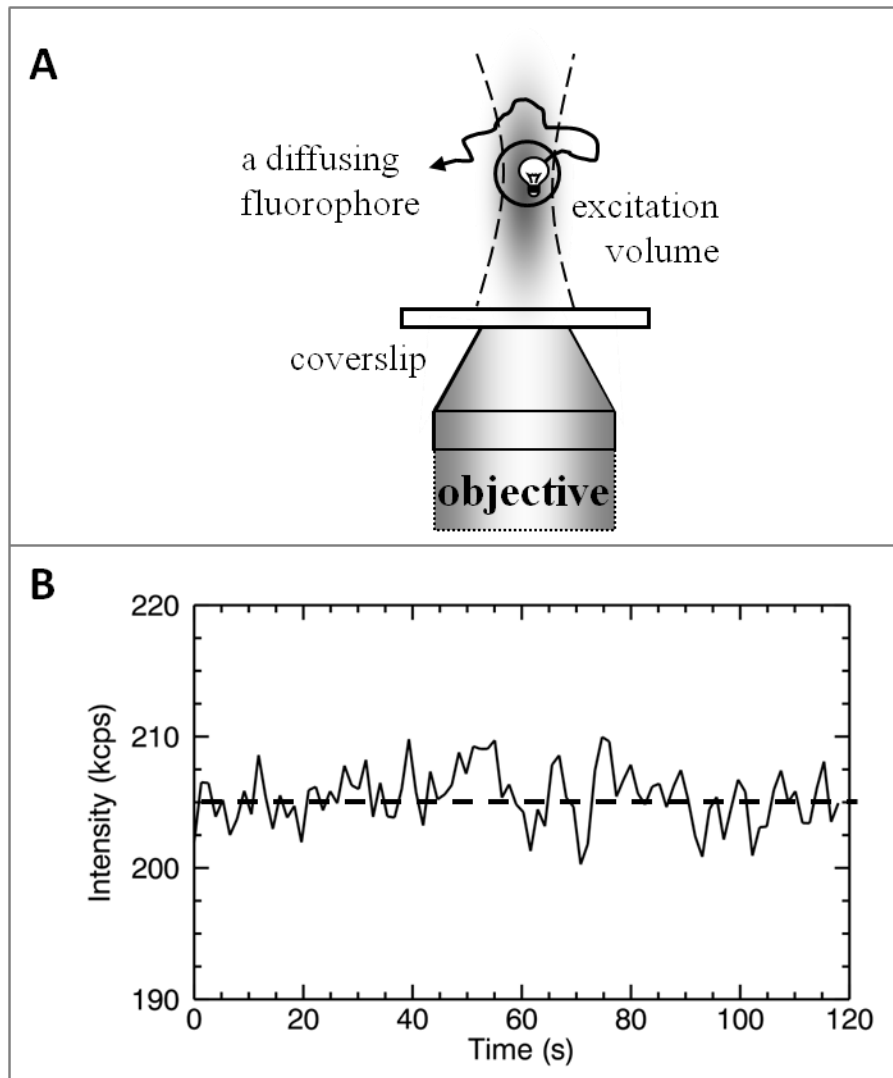 A
a diffusing
fluorophore
excitation
volume
coverslip
objective
B
220
210
200
190
Intensity (kcps)
0 20 40 60 80 100 120
Time (s)